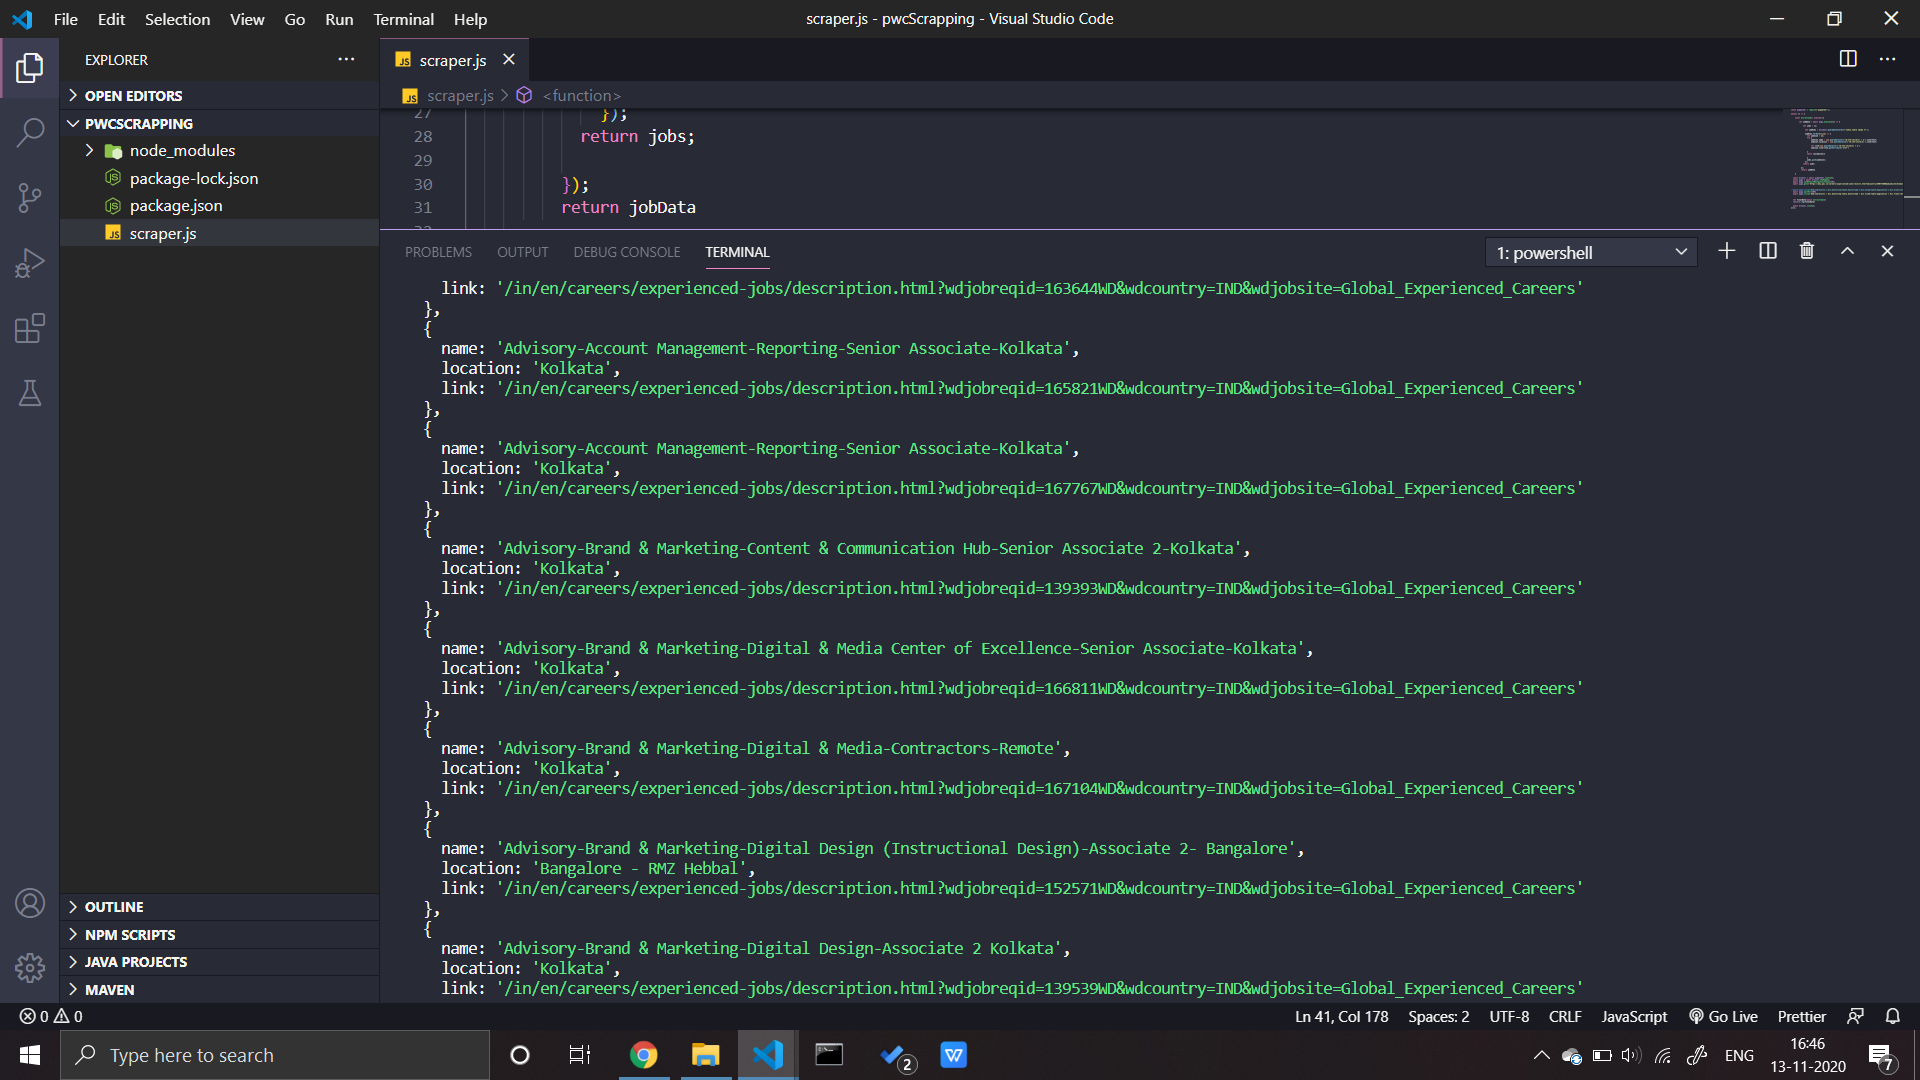 File Edit Selection View Go Run Terminal Help
scraper.js - pwcScrapping - Visual Studio Code
EXPLORER
OPEN EDITORS
PWCSCRAPPING
node_modules
package-lock.json
package.json
scraper.js
OUTLINE
NPM SCRIPTS
JAVA PROJECTS
MAVEN
scraper.js
scraper.js > <function>
27 });
28 return jobs;
29
30 });
31 return jobData
PROBLEMS OUTPUT DEBUG CONSOLE TERMINAL
1: powershell
link: '/in/en/careers/experienced-jobs/description.html?wdjobreqid=163644WD&wdcountry=IND&wdjobsite=Global_Experienced_Careers'
},
{
name: 'Advisory-Account Management-Reporting-Senior Associate-Kolkata',
location: 'Kolkata',
link: '/in/en/careers/experienced-jobs/description.html?wdjobreqid=165821WD&wdcountry=IND&wdjobsite=Global_Experienced_Careers'
},
{
name: 'Advisory-Account Management-Reporting-Senior Associate-Kolkata',
location: 'Kolkata',
link: '/in/en/careers/experienced-jobs/description.html?wdjobreqid=167767WD&wdcountry=IND&wdjobsite=Global_Experienced_Careers'
},
{
name: 'Advisory-Brand & Marketing-Content & Communication Hub-Senior Associate 2-Kolkata',
location: 'Kolkata',
link: '/in/en/careers/experienced-jobs/description.html?wdjobreqid=139393WD&wdcountry=IND&wdjobsite=Global_Experienced_Careers'
},
{
name: 'Advisory-Brand & Marketing-Digital & Media Center of Excellence-Senior Associate-Kolkata',
location: 'Kolkata',
link: '/in/en/careers/experienced-jobs/description.html?wdjobreqid=166811WD&wdcountry=IND&wdjobsite=Global_Experienced_Careers'
},
{
name: 'Advisory-Brand & Marketing-Digital & Media-Contractors-Remote',
location: 'Kolkata',
link: '/in/en/careers/experienced-jobs/description.html?wdjobreqid=167104WD&wdcountry=IND&wdjobsite=Global_Experienced_Careers'
},
{
name: 'Advisory-Brand & Marketing-Digital Design (Instructional Design)-Associate 2- Bangalore',
location: 'Bangalore - RMZ Hebbal',
link: '/in/en/careers/experienced-jobs/description.html?wdjobreqid=152571WD&wdcountry=IND&wdjobsite=Global_Experienced_Careers'
},
{
name: 'Advisory-Brand & Marketing-Digital Design-Associate 2 Kolkata',
location: 'Kolkata',
link: '/in/en/careers/experienced-jobs/description.html?wdjobreqid=139539WD&wdcountry=IND&wdjobsite=Global_Experienced_Careers'
0 0
Ln 41, Col 178 Spaces: 2 UTF-8 CRLF JavaScript Go Live Prettier
Type here to search
2
ENG
16:46
13-11-2020
7